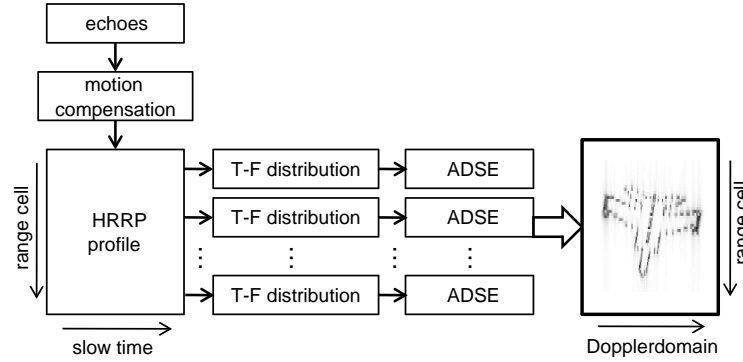 echoes
motion
compensation
range cell
HRRP
profile
slow time
T-F distribution
ADSE
T-F distribution
ADSE
T-F distribution
ADSE
range cell
Dopplerdomain